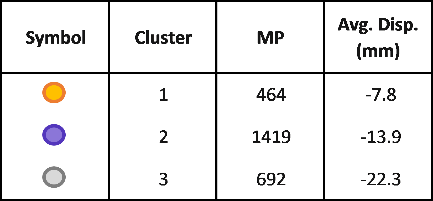 Symbol Cluster MP Avg. Disp. (mm)
1 464 -7.8
2 1419 -13.9
3 692 -22.3